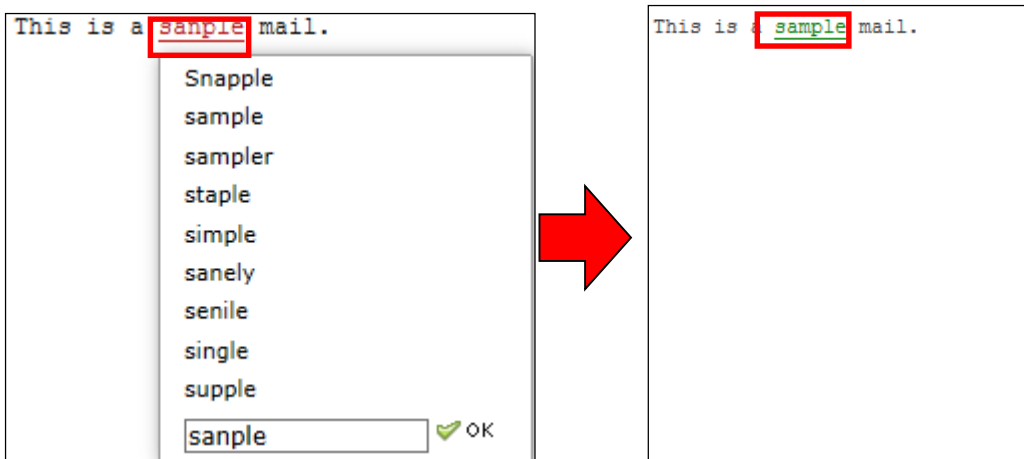 This is a sanple mail.
Snapple
sample
sampler
staple
simple
sanely
senile
single
supple
sanple OK
This is a sample mail.